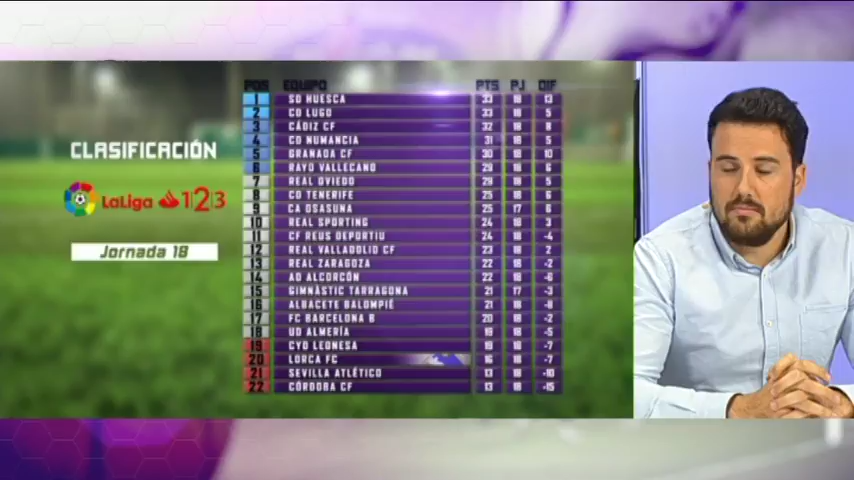 POS EQUIPO PTS PJ DIF
1 SD HUESCA 33 18 13
2 CD LUGO 33 18 5
3 CÁDIZ CF 32 18 8
4 CD NUMANCIA 31 18 5
5 GRANADA CF 30 18 10
6 RAYO VALLECANO 29 18 6
7 REAL OVIEDO 29 18 5
8 CD TENERIFE 25 18 6
9 CA OSASUNA 25 17 6
10 REAL SPORTING 24 18 3
11 CF REUS DEPORTIU 24 18 -4
12 REAL VALLADOLID CF 23 18 2
13 REAL ZARAGOZA 22 18 -2
14 AD ALCORCÓN 22 18 -6
15 GIMNÀSTIC TARRAGONA 21 17 -3
16 ALBACETE BALOMPIÉ 21 18 -8
17 FC BARCELONA B 20 18 -2
18 UD ALMERÍA 19 18 -5
19 CYD LEONESA 19 18 -7
20 LORCA FC 16 18 -7
21 SEVILLA ATLÉTICO 13 18 -10
22 CÓRDOBA CF 13 18 -15
CLASIFICACIÓN
LaLiga 1|2|3
Jornada 18